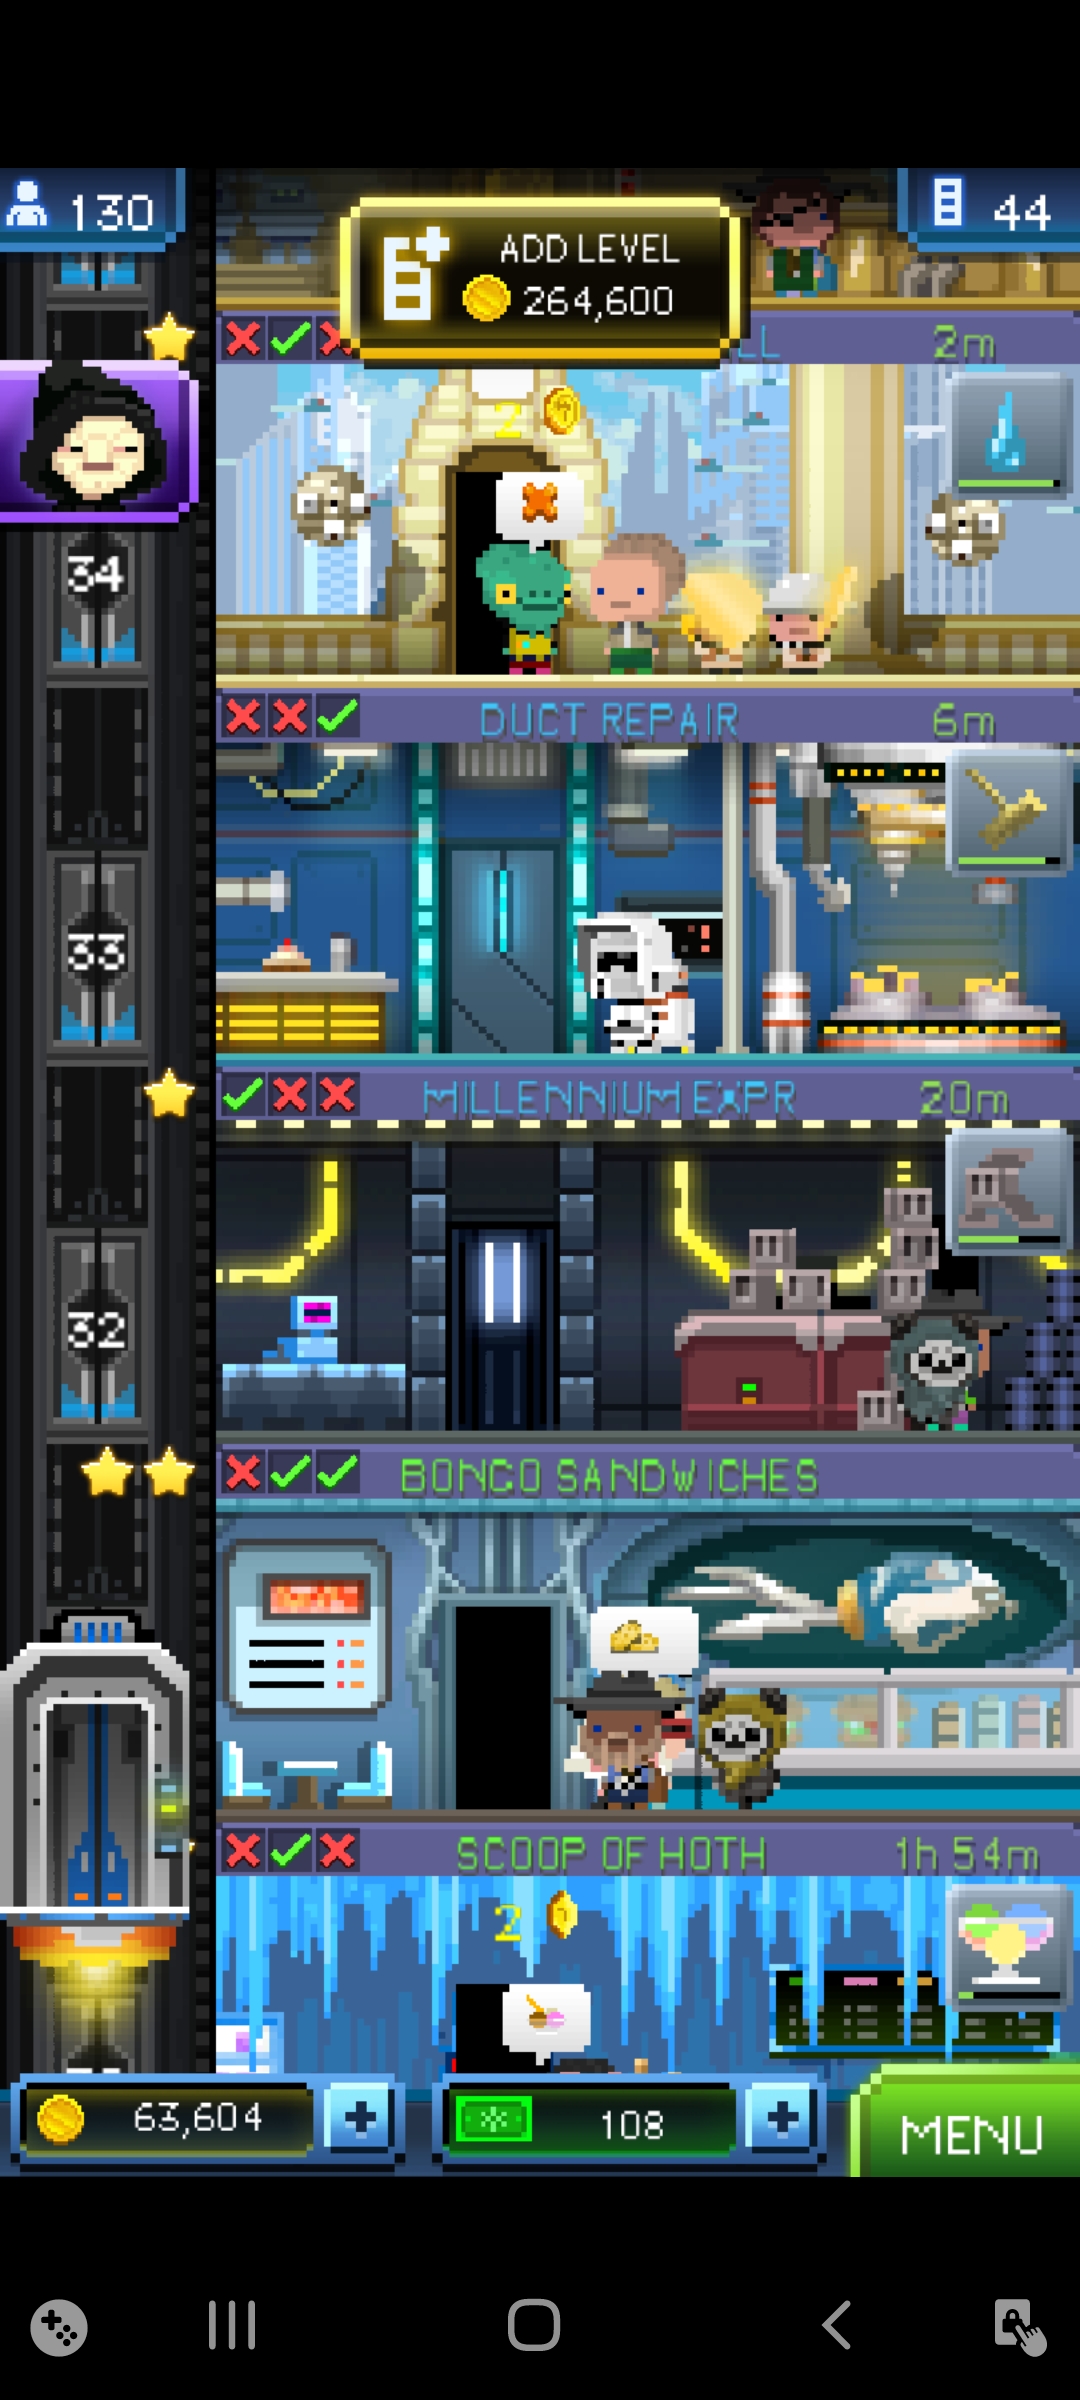 130
44
ADD LEVEL
264,600
LL
2m
2
34
DUCT REPAIR
6m
33
MILLENNIUM EXPR
20m
32
BONGO SANDWICHES
SCOOP OF HOTH
1h 54m
2
63,604
108
MENU